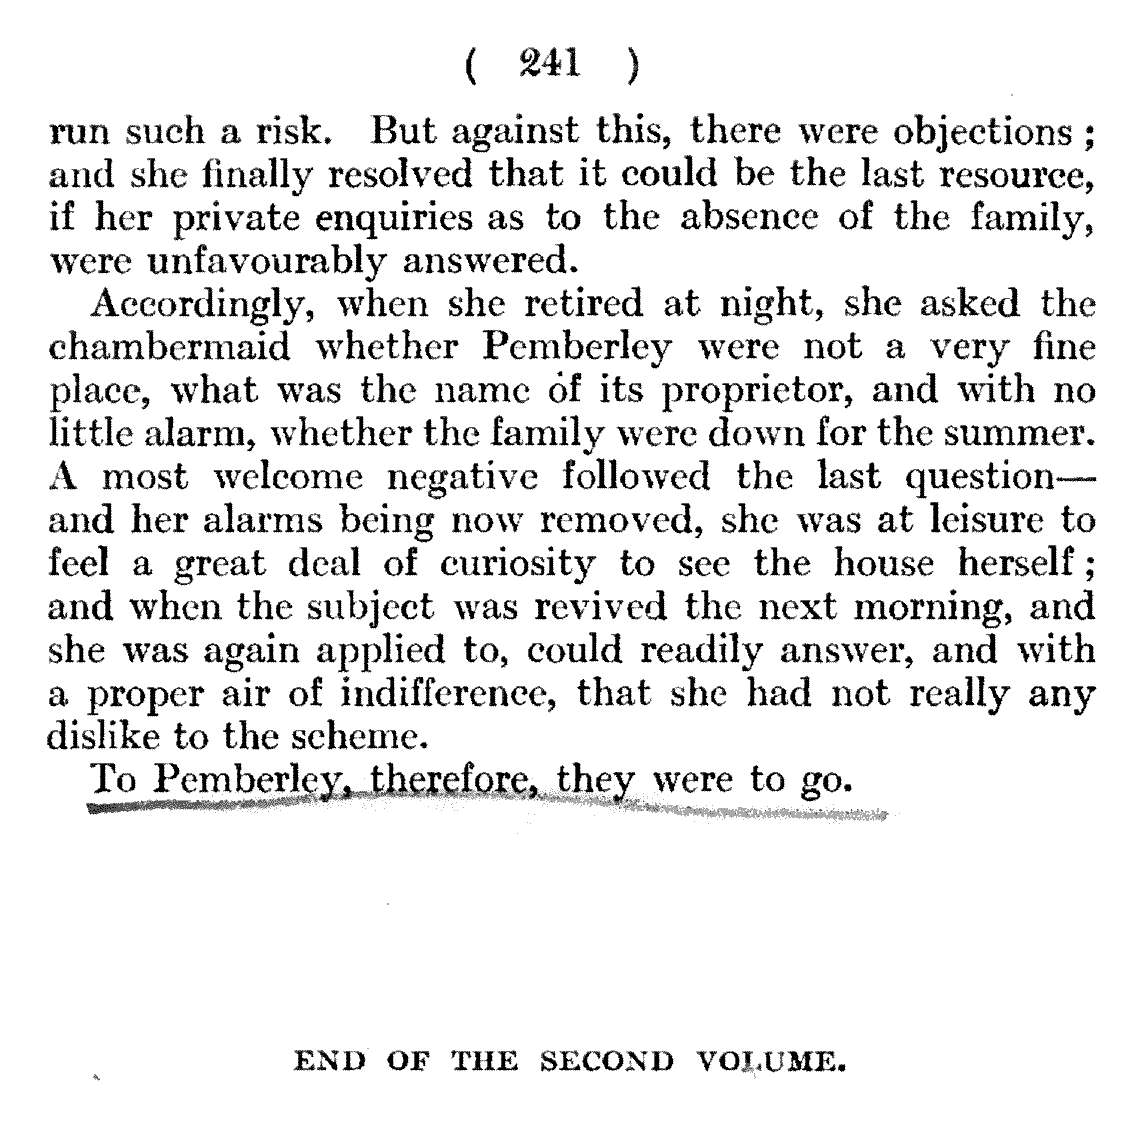 ( 241 )
run such a risk. But against this, there were objections ;
and she finally resolved that it could be the last resource,
if her private enquiries as to the absence of the family,
were unfavourably answered.
Accordingly, when she retired at night, she asked the
chambermaid whether Pemberley were not a very fine
place, what was the name of its proprietor, and with no
little alarm, whether the family were down for the summer.
A most welcome negative followed the last question—
and her alarms being now removed, she was at leisure to
feel a great deal of curiosity to see the house herself ;
and when the subject was revived the next morning, and
she was again applied to, could readily answer, and with
a proper air of indifference, that she had not really any
dislike to the scheme.
To Pemberley, therefore, they were to go.
END OF THE SECOND VOLUME.